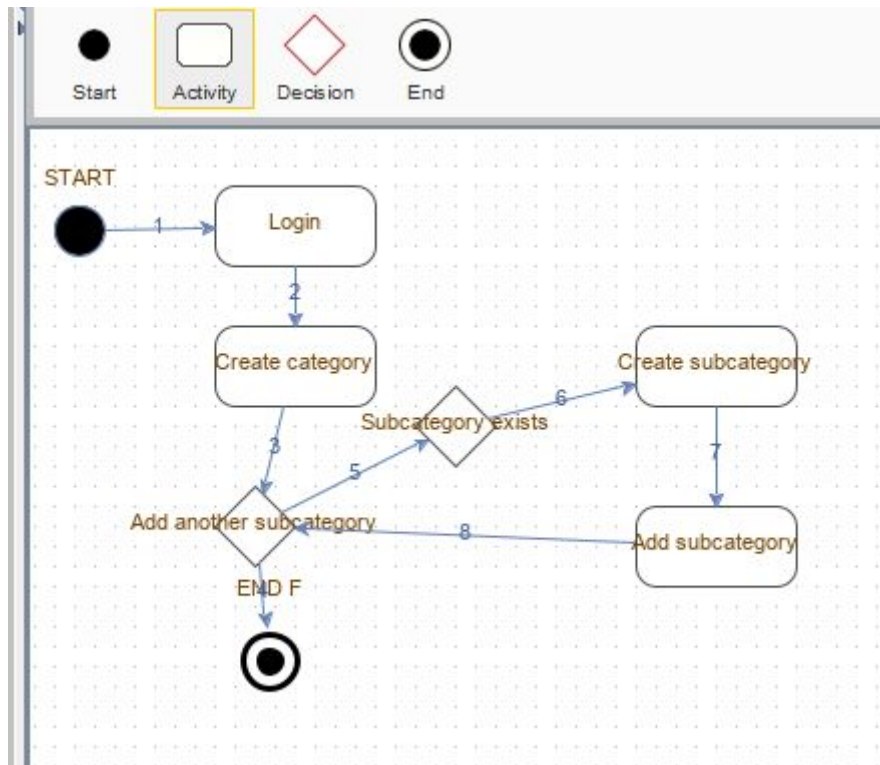 Start
Activity
Decision
End
START
1
Login
2
Create category
Create subcategory
6
Subcategory exists
3
7
5
Add another subcategory
8
Add subcategory
4
END F